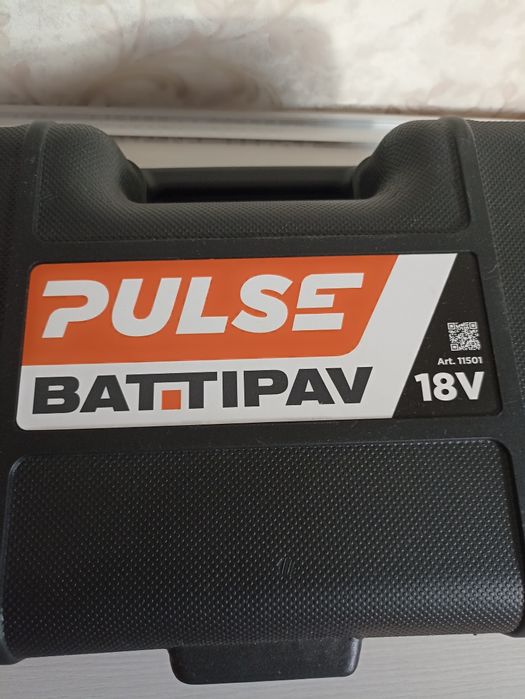 PULSE
BATTIPAV
Art. 11501
18V